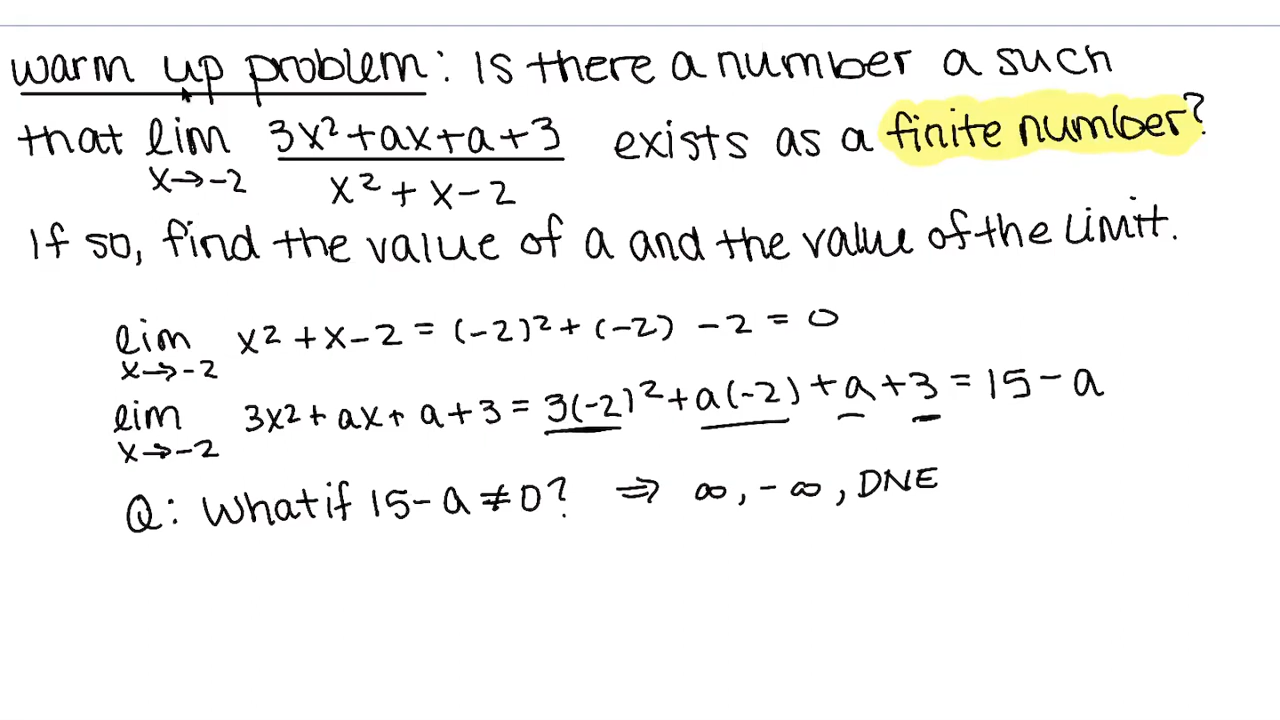 warm up problem: Is there a number a such
that lim x→-2 (3x²+ax+a+3)/(x²+x-2) exists as a finite number?
If so, find the value of a and the value of the limit.
lim x→-2 x²+x-2 = (-2)²+(-2)-2 = 0
lim x→-2 3x²+ax+a+3 = 3(-2)²+a(-2)+a+3 = 15-a
Q: What if 15-a≠0? ⇒ ∞, -∞, DNE